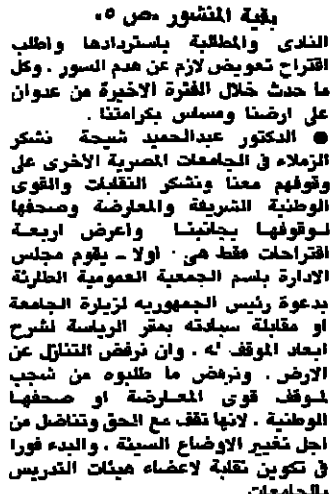 بقية المنشور «ص ٥»
النادى والمطالبة باستردادها واطلب
اقتراح تعويض لازم عن هدم السور . وكل
ما حدث خلال الفترة الاخيرة من عدوان
على ارضنا ومساس بكرامتنا .
● الدكتور عبدالحميد شيحة نشكر
الزملاء فى الجامعات المصرية الأخرى على
وقوفهم معنا ونشكر النقابات والقوى
الوطنية الشريفة والمعارضة وصحفها
لوقوفها بجانبنا واعرض اربعة
اقتراحات فقط هى . أولا ـ يقوم مجلس
الادارة باسم الجمعية العمومية الطارئة
بدعوة رئيس الجمهوريه لزيارة الجامعة
أو مقابلة سيادته بمقر الرياسة لشرح
ابعاد الموقف له . وان نرفض التنازل عن
الارض . ونرفض ما طلبوه من شجب
لموقف قوى المعارضة او صحفها
الوطنية . لانها تقف مع الحق وتناضل من
اجل تغيير الاوضاع السيئة . والبدء فورا
فى تكوين نقابة لاعضاء هيئات التدريس
بالجامعات